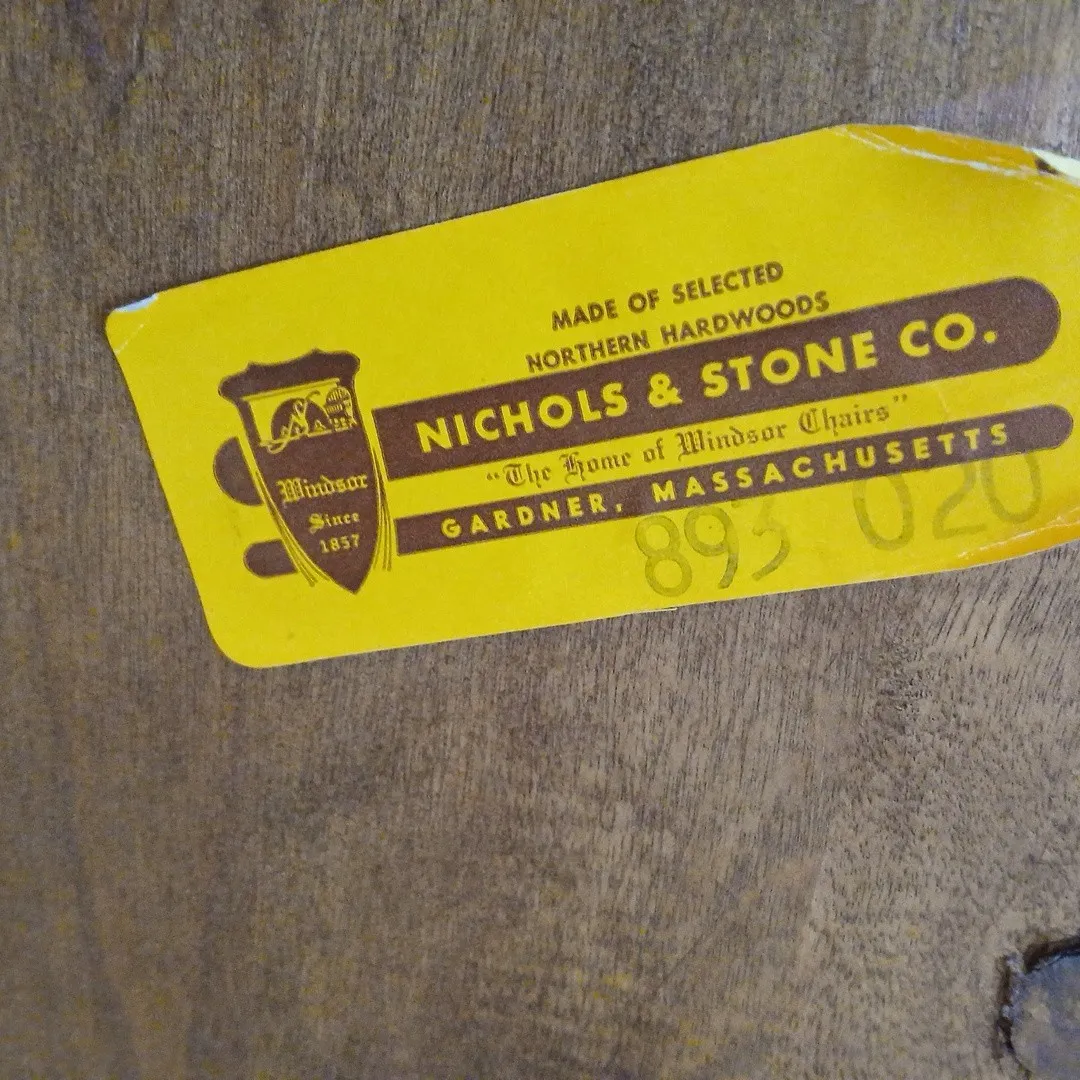 MADE OF SELECTED
NORTHERN HARDWOODS
NICHOLS & STONE CO.
"The Home of Windsor Chairs"
GARDNER, MASSACHUSETTS
893 020
Windsor
Since
1857